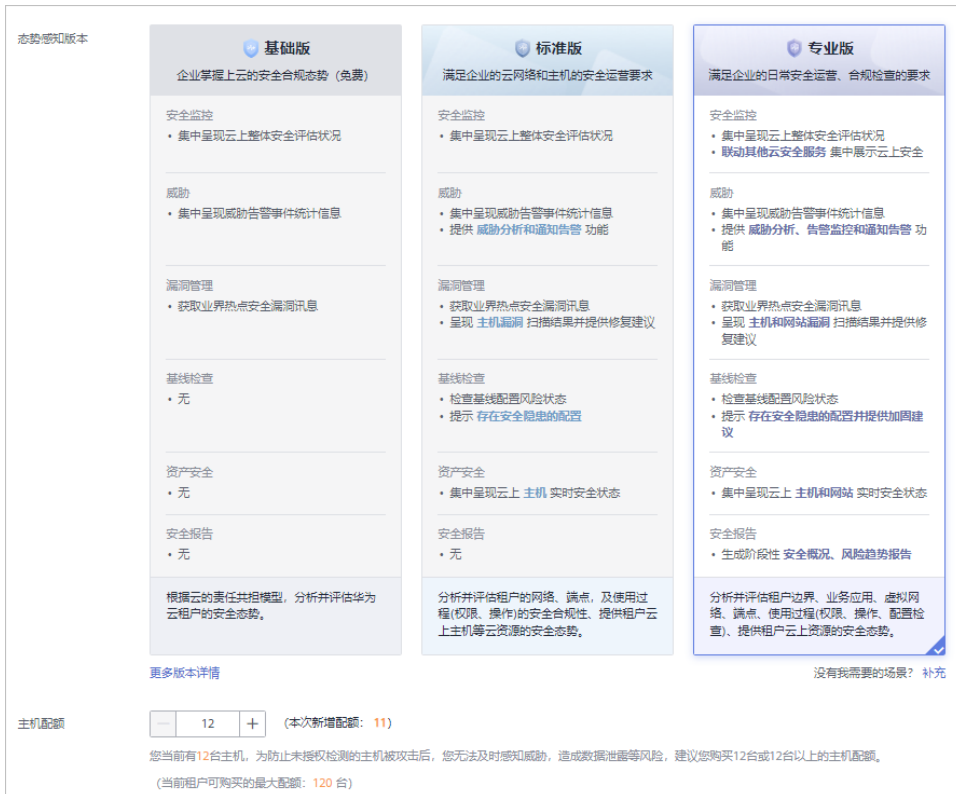 态势感知版本
基础版
企业掌握上云的安全合规态势（免费）
安全监控
• 集中呈现云上整体安全评估状况
威胁
• 集中呈现威胁告警事件统计信息
漏洞管理
• 获取业界热点安全漏洞讯息
基线检查
• 无
资产安全
• 无
安全报告
• 无
根据云的责任共担模型，分析并评估华为
云租户的安全态势。
标准版
满足企业的云网络和主机的安全运营要求
安全监控
• 集中呈现云上整体安全评估状况
威胁
• 集中呈现威胁告警事件统计信息
• 提供 威胁分析和通知告警 功能
漏洞管理
• 获取业界热点安全漏洞讯息
• 呈现 主机漏洞 扫描结果并提供修复建议
基线检查
• 检查基线配置风险状态
• 提示 存在安全隐患的配置
资产安全
• 集中呈现云上 主机 实时安全状态
安全报告
• 无
分析并评估租户的网络、端点，及使用过
程(权限、操作)的安全合规性、提供租户云
上主机等云资源的安全态势。
专业版
满足企业的日常安全运营、合规检查的要求
安全监控
• 集中呈现云上整体安全评估状况
• 联动其他云安全服务 集中展示云上安全
威胁
• 集中呈现威胁告警事件统计信息
• 提供 威胁分析、告警监控和通知告警 功
能
漏洞管理
• 获取业界热点安全漏洞讯息
• 呈现 主机和网站漏洞 扫描结果并提供修
复建议
基线检查
• 检查基线配置风险状态
• 提示 存在安全隐患的配置并提供加固建
议
资产安全
• 集中呈现云上 主机和网站 实时安全状态
安全报告
• 生成阶段性 安全概况、风险趋势报告
分析并评估租户边界、业务应用、虚拟网
络、端点、使用过程(权限、操作、配置检
查)、提供租户云上资源的安全态势。
更多版本详情
没有我需要的场景？ 补充
主机配额
— 12 + （本次新增配额：11）
您当前有12台主机，为防止未授权检测的主机被攻击后，您无法及时感知威胁，造成数据泄露等风险，建议您购买12台或12台以上的主机配额。
（当前租户可购买的最大配额：120 台）